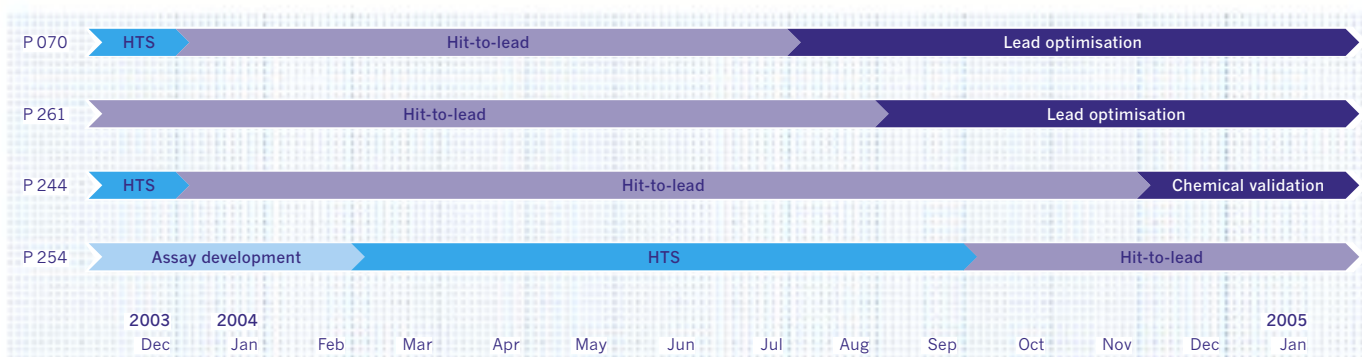 P 070 HTS Hit-to-lead Lead optimisation
P 261 Hit-to-lead Lead optimisation
P 244 HTS Hit-to-lead Chemical validation
P 254 Assay development HTS Hit-to-lead
2003 2004 2005
Dec Jan Feb Mar Apr May Jun Jul Aug Sep Oct Nov Dec Jan